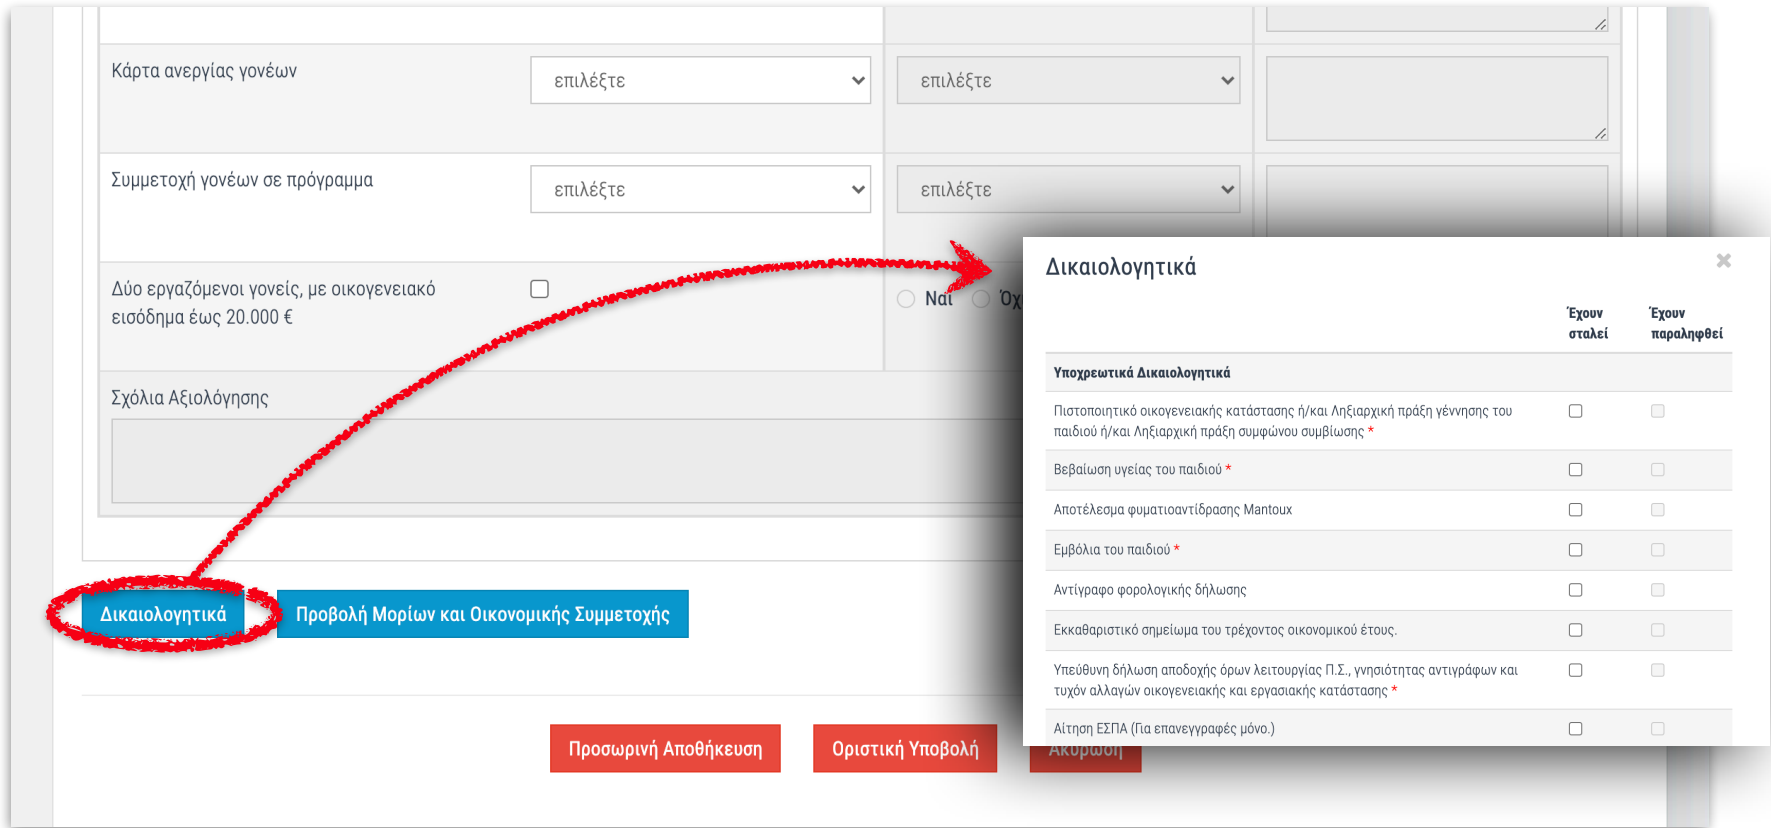 Κάρτα ανεργίας γονέων
επιλέξτε
επιλέξτε
Συμμετοχή γονέων σε πρόγραμμα
επιλέξτε
επιλέξτε
Δύο εργαζόμενοι γονείς, με οικογενειακό
εισόδημα έως 20.000 €
Ναι
Σχόλια Αξιολόγησης
Δικαιολογητικά
Προβολή Μορίων και Οικονομικής Συμμετοχής
Προσωρινή Αποθήκευση
Οριστική Υποβολή
Ακύρωση
Δικαιολογητικά
Έχουν
σταλεί
Έχουν
παραληφθεί
Υποχρεωτικά Δικαιολογητικά
Πιστοποιητικό οικογενειακής κατάστασης ή/και Ληξιαρχική πράξη γέννησης του
παιδιού ή/και Ληξιαρχική πράξη συμφώνου συμβίωσης *
Βεβαίωση υγείας του παιδιού *
Αποτέλεσμα φυματιοαντίδρασης Mantoux
Εμβόλια του παιδιού *
Αντίγραφο φορολογικής δήλωσης
Εκκαθαριστικό σημείωμα του τρέχοντος οικονομικού έτους.
Υπεύθυνη δήλωση αποδοχής όρων λειτουργίας Π.Σ., γνησιότητας αντιγράφων και
τυχόν αλλαγών οικογενειακής και εργασιακής κατάστασης *
Αίτηση ΕΣΠΑ (Για επανεγγραφές μόνο.)